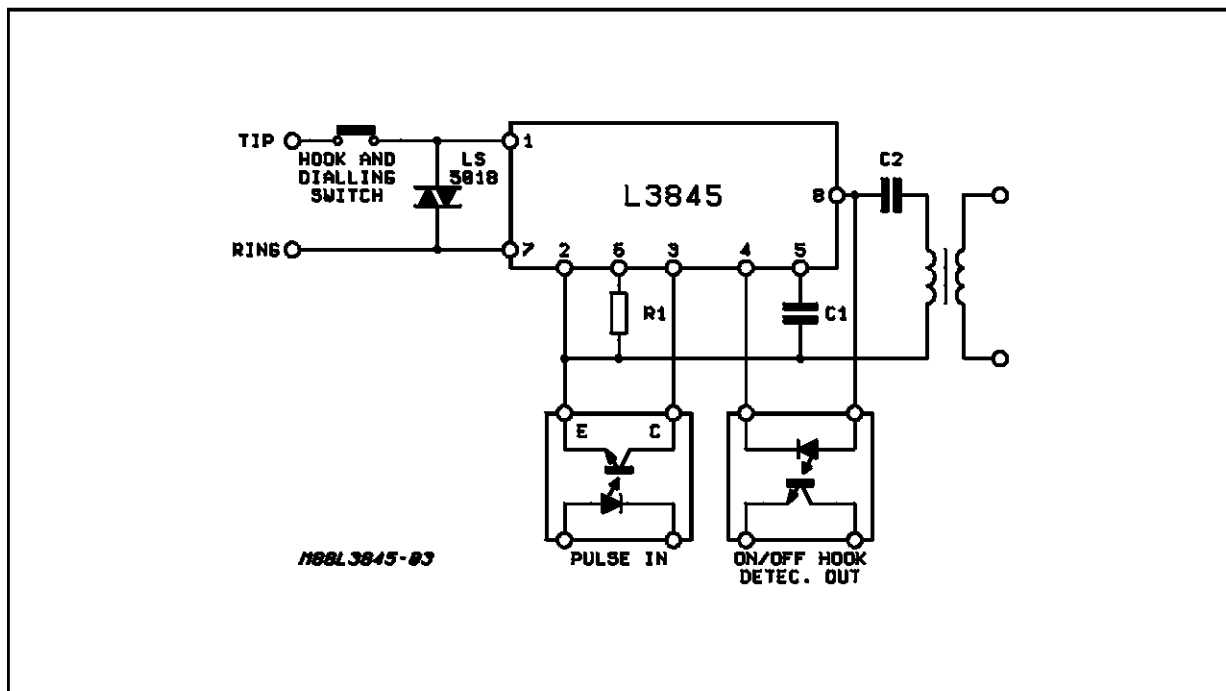 TIP
HOOK AND
DIALLING
SWITCH
LS
5018
1
C2
L3845
8
RING
7
2
6
3
4
5
R1
C1
E
C
M88L3845-03
PULSE IN
ON/OFF HOOK
DETEC. OUT